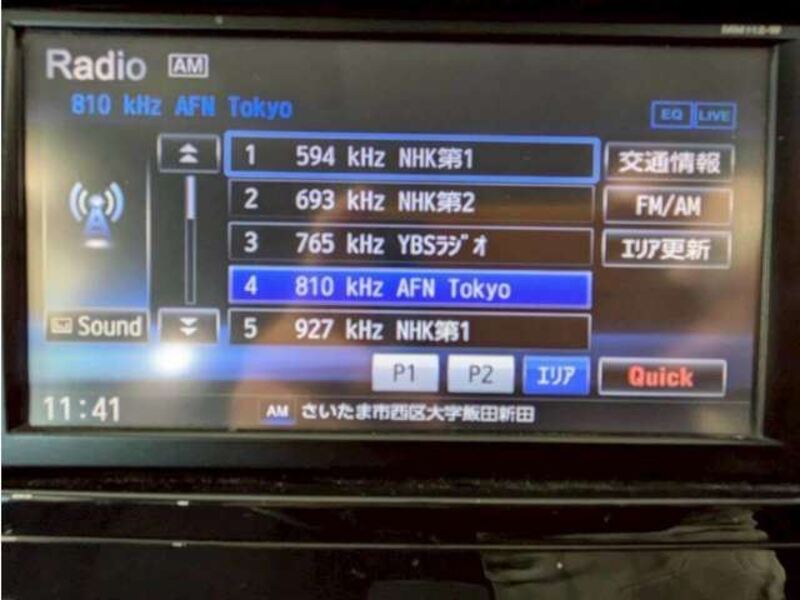 Radio AM
810 kHz AFN Tokyo
EQ LIVE
1 594 kHz NHK第1
交通情報
2 693 kHz NHK第2
FM/AM
3 765 kHz YBSﾗｼﾞｵ
ｴﾘｱ更新
4 810 kHz AFN Tokyo
Sound
5 927 kHz NHK第1
P1 P2 ｴﾘｱ Quick
11:41 AM さいたま市西区大字飯田新田